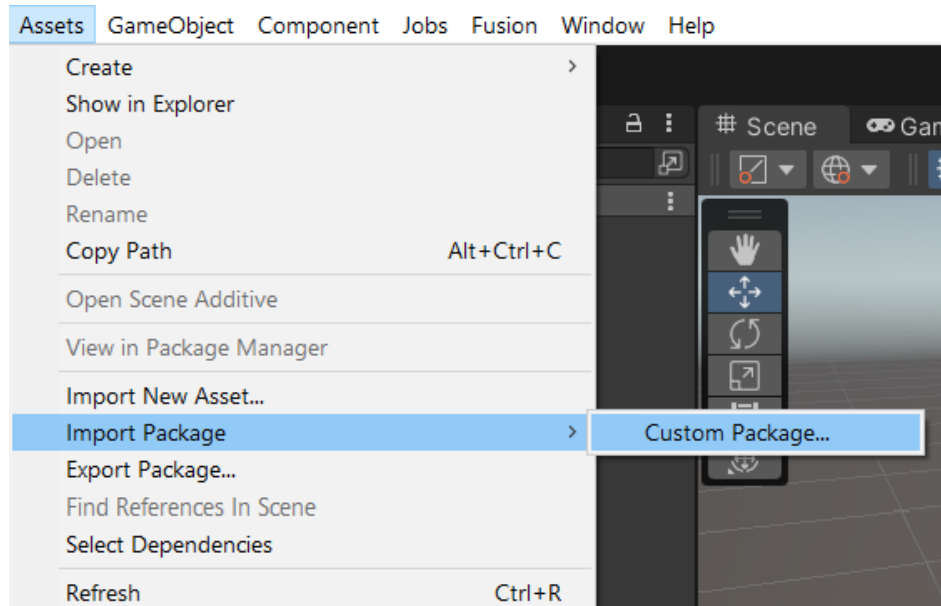 Assets GameObject Component Jobs Fusion Window Help
Create
Show in Explorer
Open
Delete
Rename
Copy Path Alt+Ctrl+C
Open Scene Additive
View in Package Manager
Import New Asset...
Import Package
Export Package...
Find References In Scene
Select Dependencies
Refresh Ctrl+R
Scene
Gam
Custom Package...